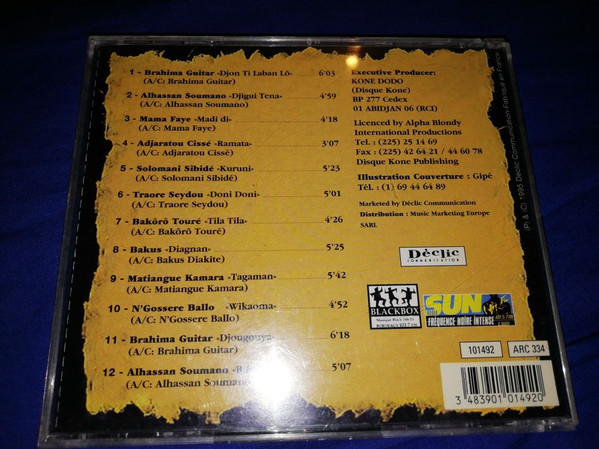 1 - Brahima Guitar -Djon Ti Laban Lô- 6'03
(A/C: Brahima Guitar)
2 - Alhassan Soumano -Djigui Tena- 4'59
(A/C: Alhassan Soumano)
3 - Mama Faye -Madi di- 4'18
(A/C: Mama Faye)
4 - Adjaratou Cissé -Ramata- 3'07
(A/C: Adjaratou Cissé)
5 - Solomani Sibidé -Kuruni- 5'23
(A/C: Solomani Sibidé)
6 - Traore Seydou -Doni Doni- 5'01
(A/C: Traore Seydou)
7 - Bakôrô Touré -Tila Tila- 4'26
(A/C: Bakôrô Touré)
8 - Bakus -Diagnan- 5'25
(A/C: Bakus Diakite)
9 - Matiangue Kamara -Tagaman- 5'42
(A/C: Matiangue Kamara)
10 - N'Gossere Ballo -Wikaoma- 4'52
(A/C: N'Gossere Ballo)
11 - Brahima Guitar -Djongouya- 6'18
(A/C: Brahima Guitar)
12 - Alhassan Soumano 5'07
(A/C: Alhassan Soumano
Executive Producer:
KONE DODO
(Disque Kone)
BP 277 Cedex
01 ABIDJAN 06 (RCI)
Licenced by Alpha Blondy
International Productions
Tel. : (225) 25 14 69
Fax : (225) 42 64 21 / 44 60 78
Disque Kone Publishing
Illustration Couverture : Gipé
Tél. : (1) 69 44 64 89
Marketed by Déclic Communication
Distribution : Music Marketing Europe
SARL
Déclic
COMMUNICATION
BLACKBOX
SUN
FRÉQUENCE NOIRE INTENSE
101492 ARC 334
3 483901 014920
(P) & (C) 1995 Déclic Communication